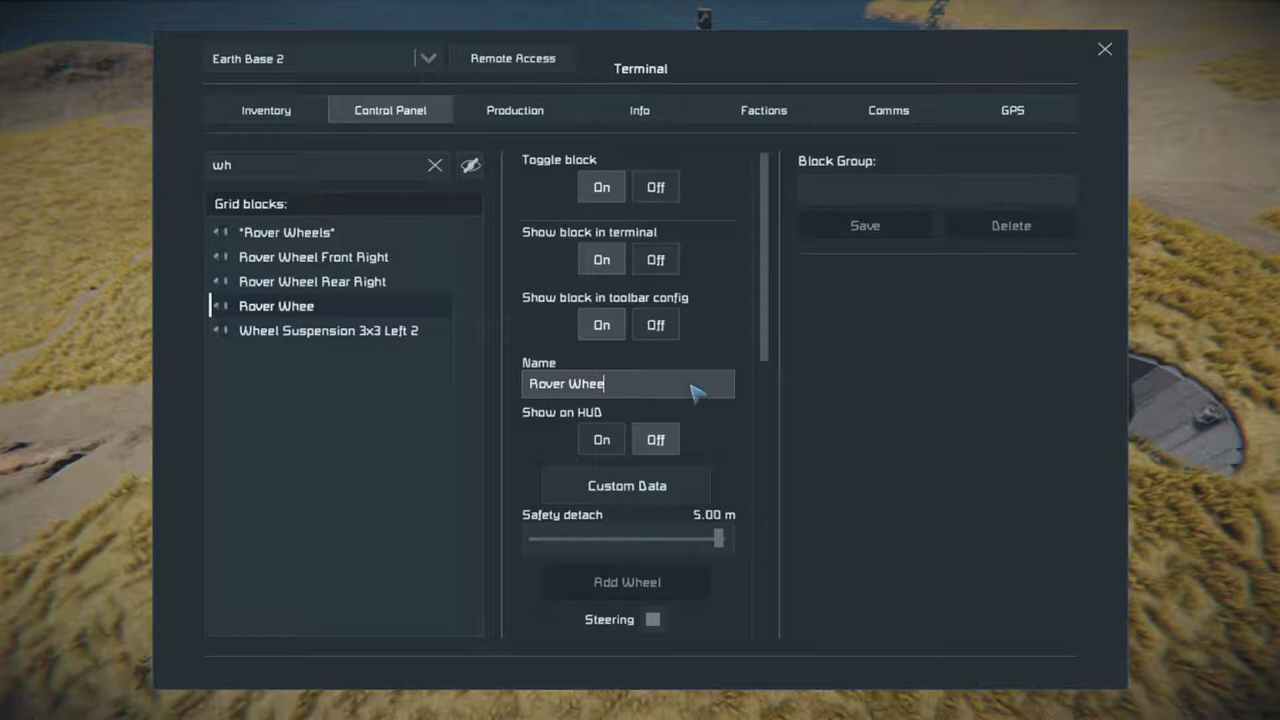 Earth Base 2
Remote Access
Terminal
Inventory
Control Panel
Production
Info
Factions
Comms
GPS
wh
Grid blocks:
*Rover Wheels*
Rover Wheel Front Right
Rover Wheel Rear Right
Rover Whee
Wheel Suspension 3x3 Left 2
Toggle block
On Off
Show block in terminal
On Off
Show block in toolbar config
On Off
Name
Rover Whee
Show on HUD
On Off
Custom Data
Safety detach 5.00 m
Add Wheel
Steering
Block Group:
Save Delete